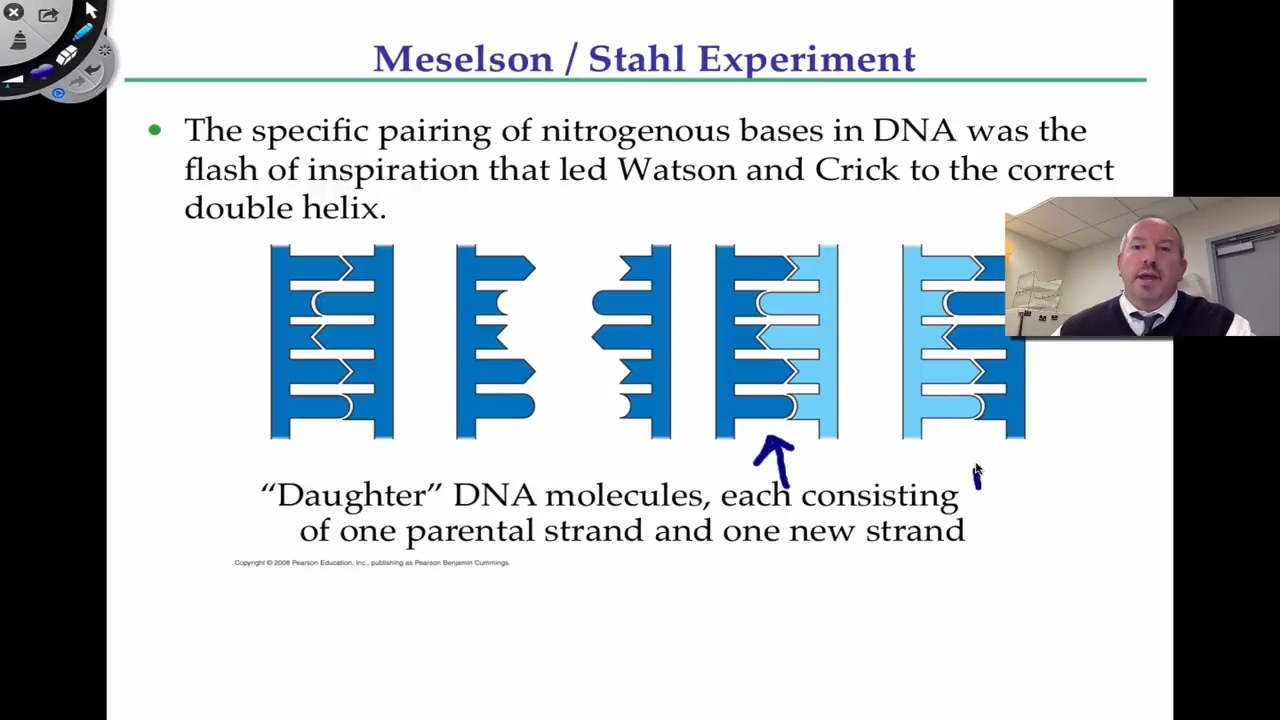 Meselson / Stahl Experiment
• The specific pairing of nitrogenous bases in DNA was the
flash of inspiration that led Watson and Crick to the correct
double helix.
“Daughter” DNA molecules, each consisting
of one parental strand and one new strand
Copyright © 2008 Pearson Education, Inc., publishing as Pearson Benjamin Cummings.